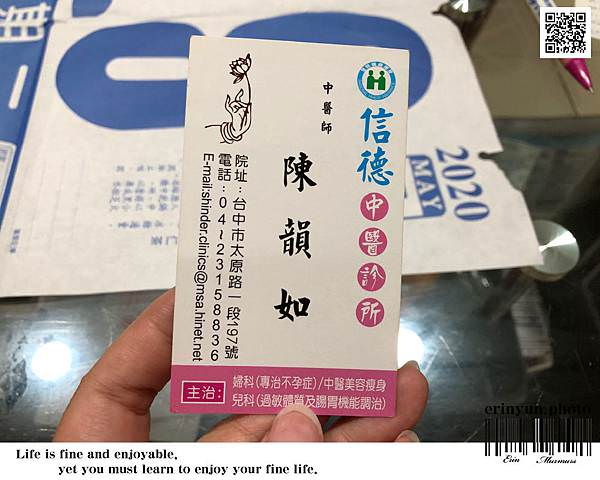 信德中醫診所
中醫師
陳韻如
院址:台中市太原路一段197號
電話:04~23158836
E-mail:shinder.clinics@msa.hinet.net
主治:
婦科(專治不孕症)/中醫美容瘦身
兒科(過敏體質及腸胃機能調治)
2020
MAY
erinyun.photo
Erin Murmurs
Life is fine and enjoyable,
yet you must learn to enjoy your fine life.